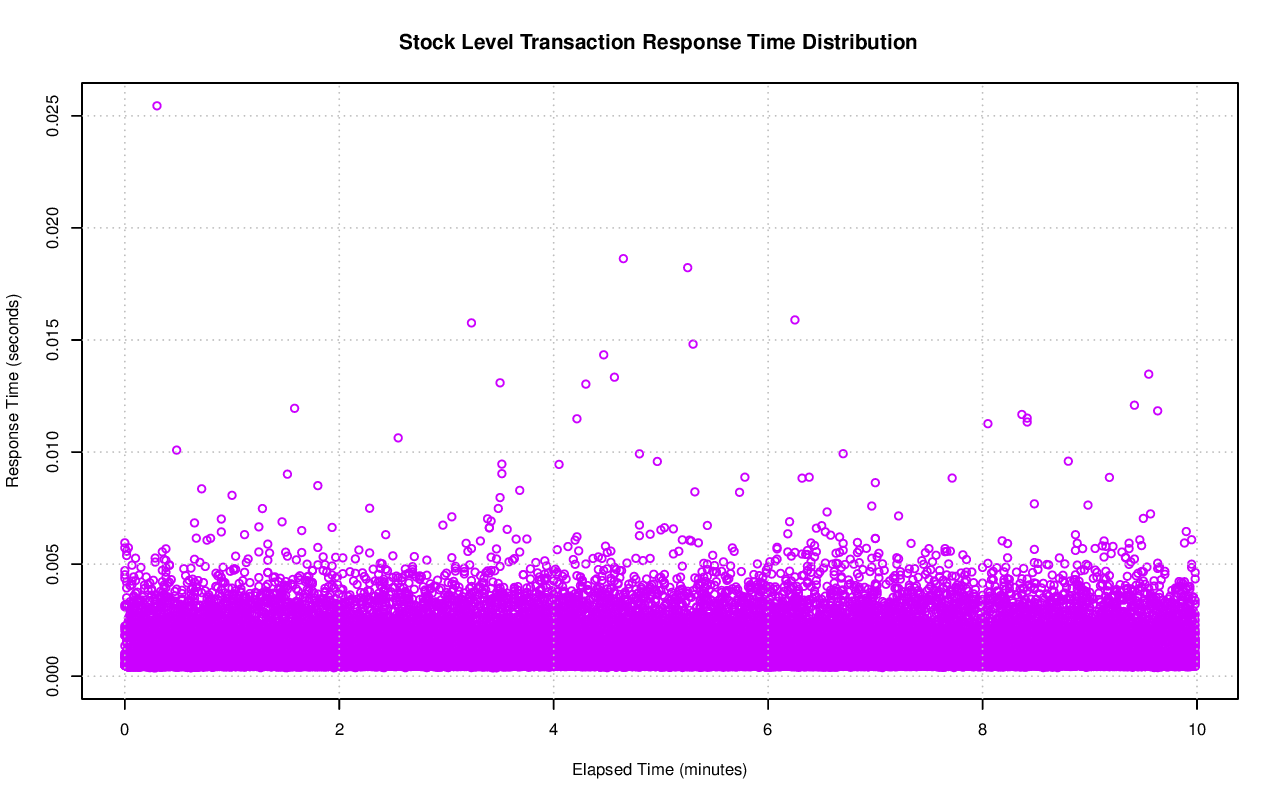 Stock Level Transaction Response Time Distribution
0.025
0.020
0.015
0.010
0.005
0.000
Response Time (seconds)
0 2 4 6 8 10
Elapsed Time (minutes)